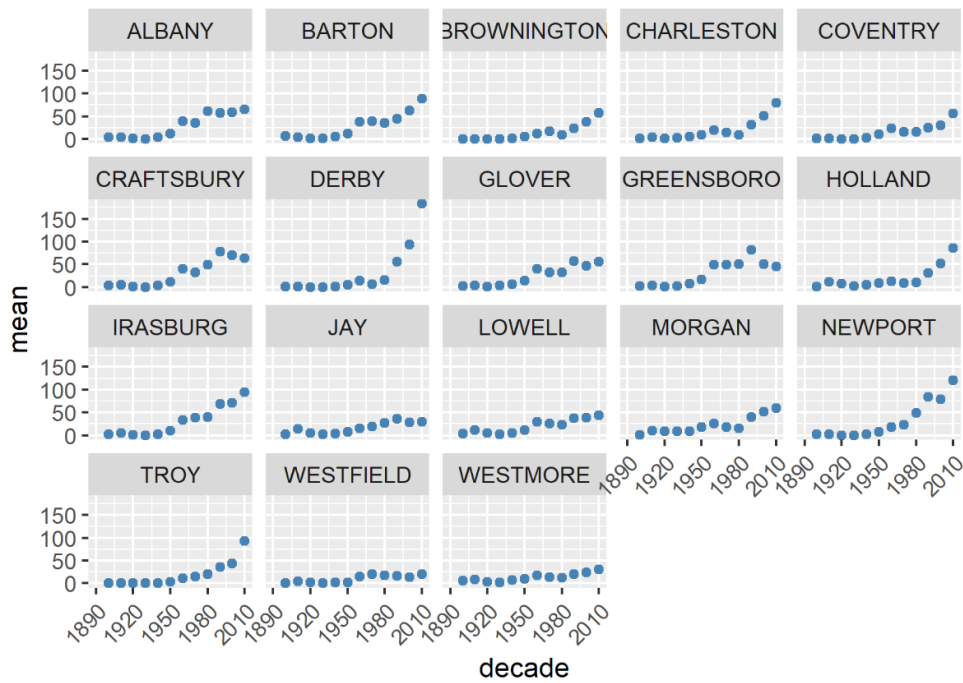 ALBANY BARTON BROWNINGTON CHARLESTON COVENTRY
150
100
50
0
CRAFTSBURY DERBY GLOVER GREENSBORO HOLLAND
150
100
50
0
mean
IRASBURG JAY LOWELL MORGAN NEWPORT
150
100
50
0
TROY WESTFIELD WESTMORE 1890 1920 1950 1980 2010 1890 1920 1950 1980 2010
150
100
50
0
1890 1920 1950 1980 2010 1890 1920 1950 1980 2010 1890 1920 1950 1980 2010
decade